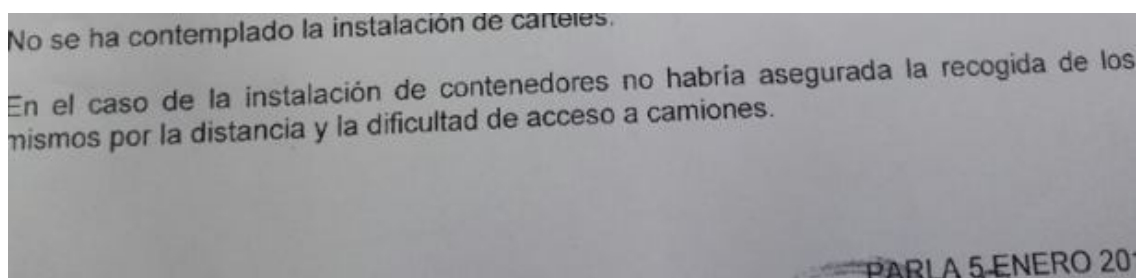 No se ha contemplado la instalación de carteles.
En el caso de la instalación de contenedores no habría asegurada la recogida de los
mismos por la distancia y la dificultad de acceso a camiones.
PARLA 5 ENERO 20